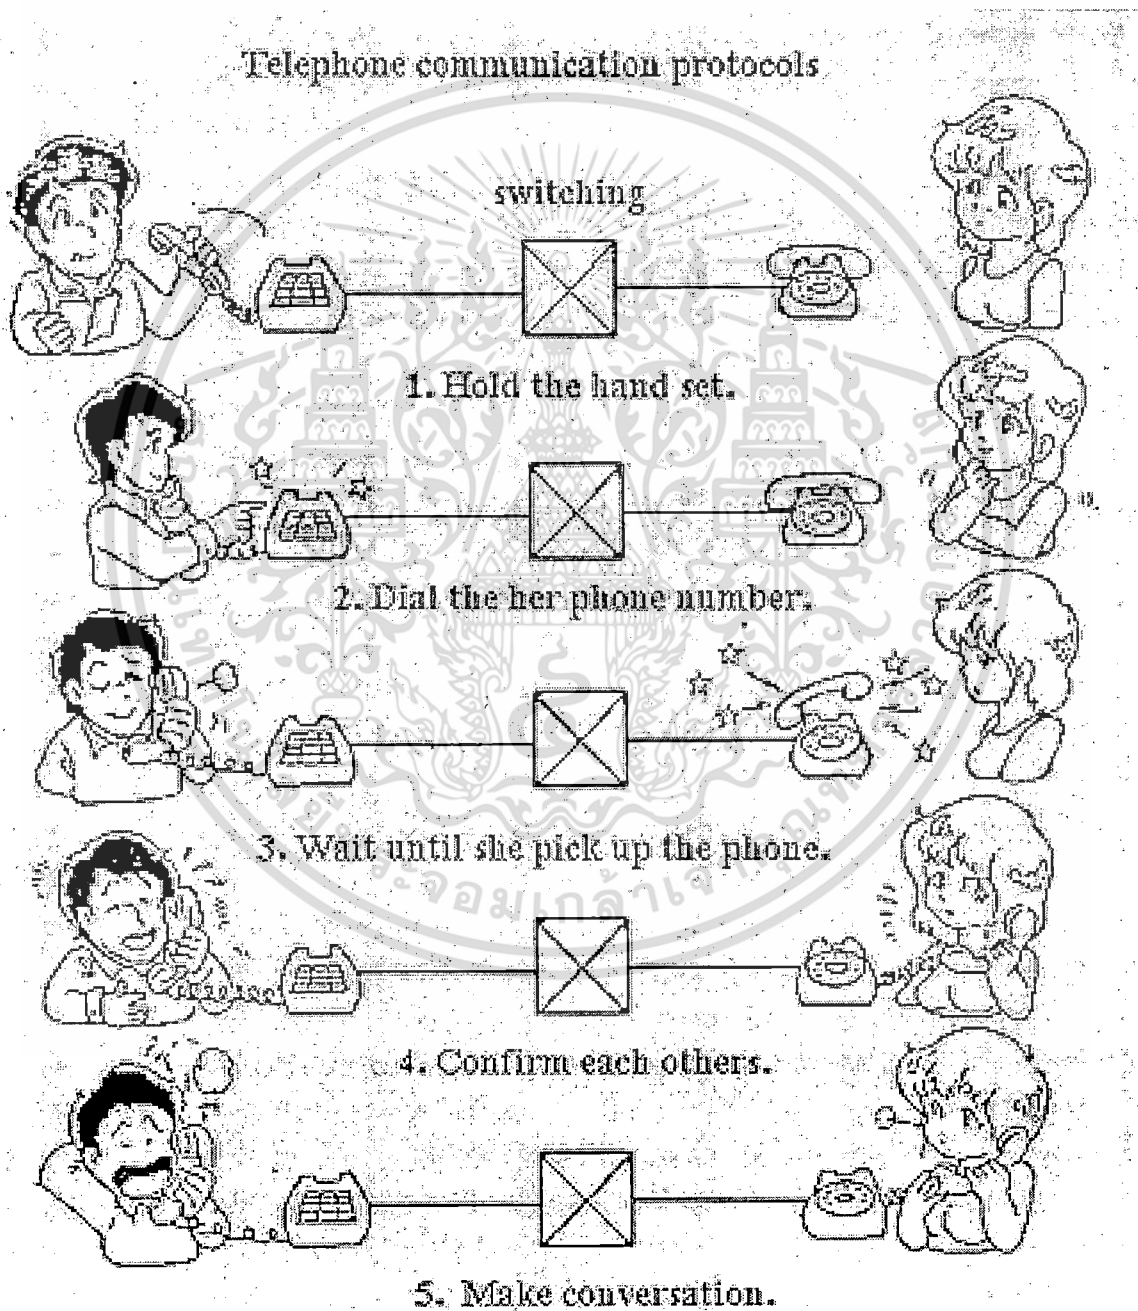 Telephone communication protocols
switching
1. Hold the hand set.
2. Dial the her phone number.
3. Wait until she pick up the phone.
4. Confirm each others.
5. Make conversation.